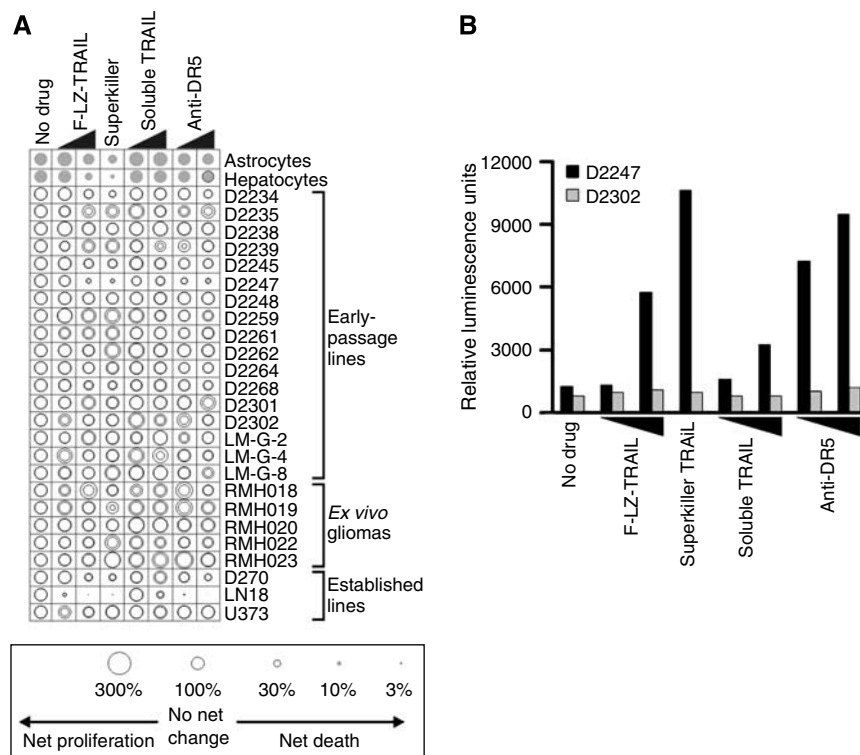 A
No drug
F-LZ-TRAIL
Superkiller
Soluble TRAIL
Anti-DR5
Astrocytes
Hepatocytes
D2234
D2235
D2238
D2239
D2245
D2247
D2248
D2259
D2261
D2262
D2264
D2268
D2301
D2302
LM-G-2
LM-G-4
LM-G-8
RMH018
RMH019
RMH020
RMH022
RMH023
D270
LN18
U373
Early-
passage
lines
Ex vivo
gliomas
Established
lines
300%
100%
30%
10%
3%
Net proliferation
No net
change
Net death
B
Relative luminescence units
12000
9000
6000
3000
0
D2247
D2302
No drug
F-LZ-TRAIL
Superkiller TRAiL
Soluble TRAIL
Anti-DR5